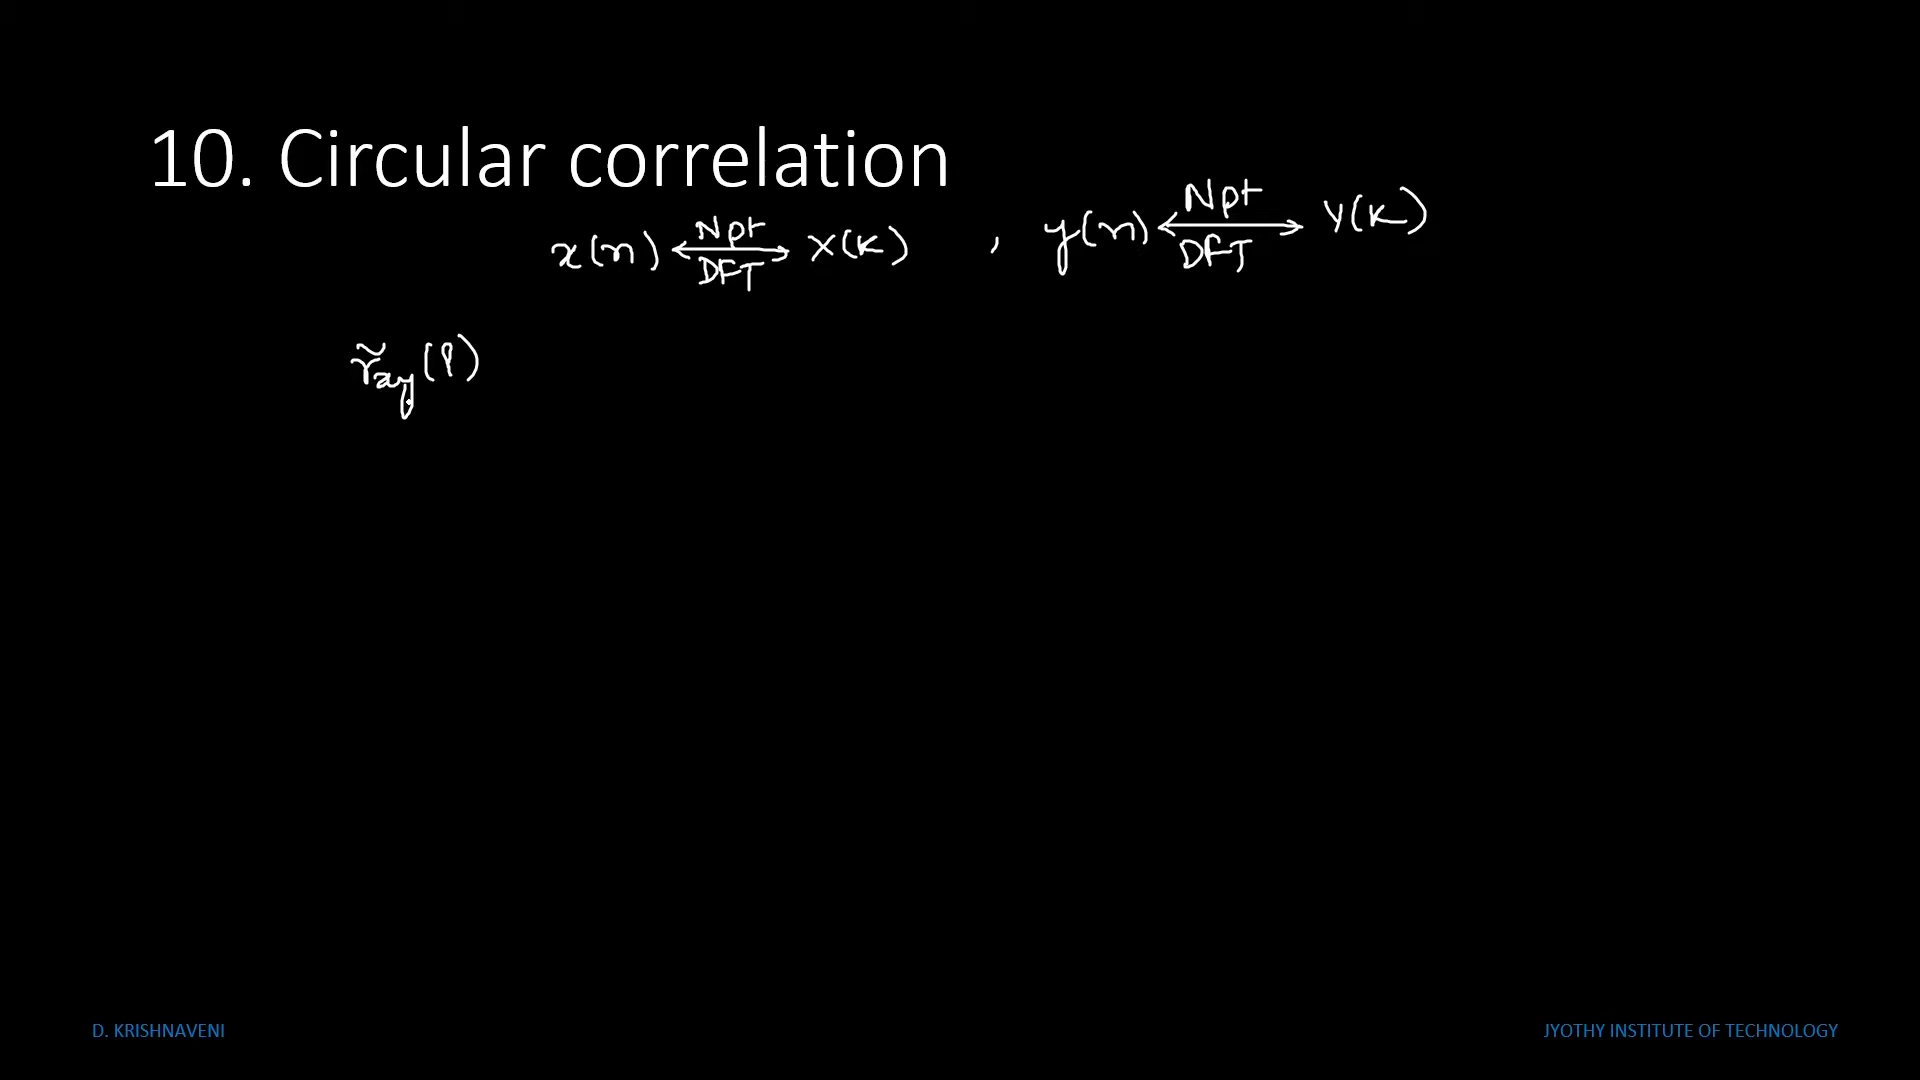 10. Circular correlation
x(n) <--Npt DFT--> X(K) , y(n) <--Npt DFT--> Y(K)
r̃xy(l)
D. KRISHNAVENI
JYOTHY INSTITUTE OF TECHNOLOGY